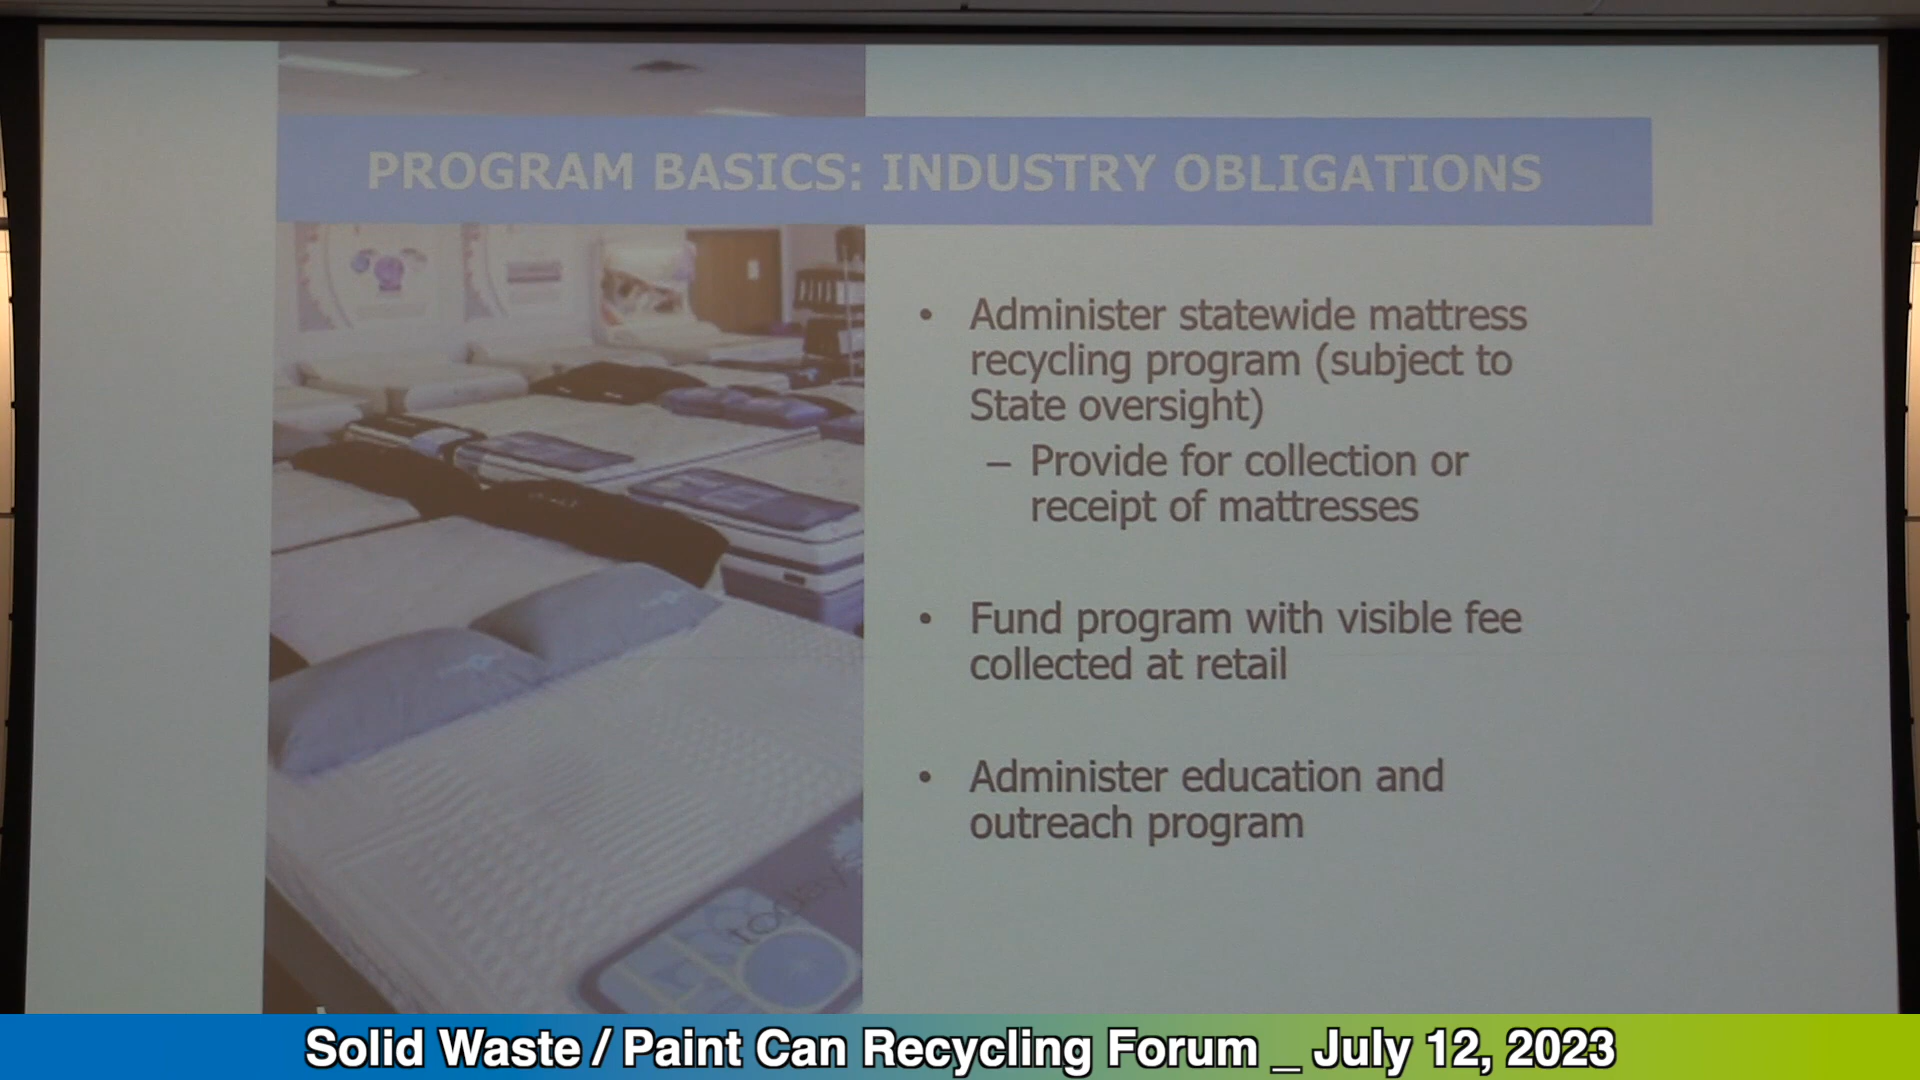 PROGRAM BASICS: INDUSTRY OBLIGATIONS
• Administer statewide mattress
recycling program (subject to
State oversight)
– Provide for collection or
receipt of mattresses
• Fund program with visible fee
collected at retail
• Administer education and
outreach program
today
Solid Waste / Paint Can Recycling Forum _ July 12, 2023